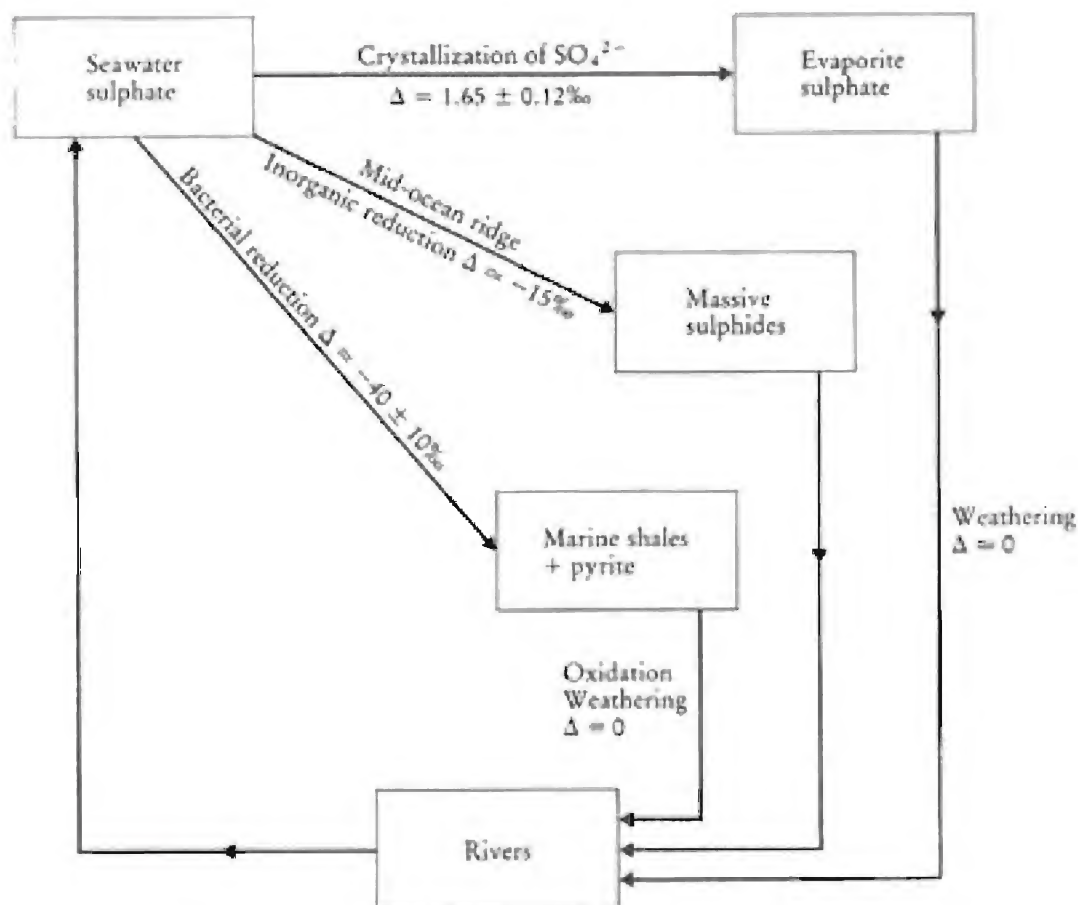 Seawater
sulphate
Crystallization of SO₄²⁻
Δ = 1.65 ± 0.12‰
Evaporite
sulphate
Mid-ocean ridge
Inorganic reduction Δ ≃ −15‰
Bacterial reduction Δ ≃ −40 ± 10‰
Massive
sulphides
Marine shales
+ pyrite
Weathering
Δ = 0
Oxidation
Weathering
Δ = 0
Rivers